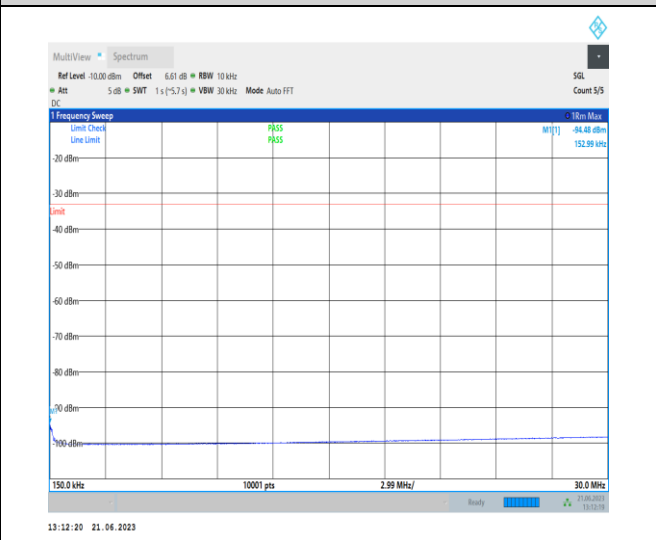 MultiView Spectrum
Ref Level -10.00 dBm Offset 6.61 dB RBW 10 kHz SGL
Att 5 dB SWT 1 s (~5.7 s) VBW 30 kHz Mode Auto FFT Count 5/5
DC
1 Frequency Sweep 1Rm Max
Limit Check PASS M1[1] -94.48 dBm
Line Limit PASS 152.99 kHz
-20 dBm
-30 dBm
Limit
-40 dBm
-50 dBm
-60 dBm
-70 dBm
-80 dBm
M1
-90 dBm
-100 dBm
150.0 kHz 10001 pts 2.99 MHz/ 30.0 MHz
Ready 21.06.2023
13:12:19
13:12:20 21.06.2023